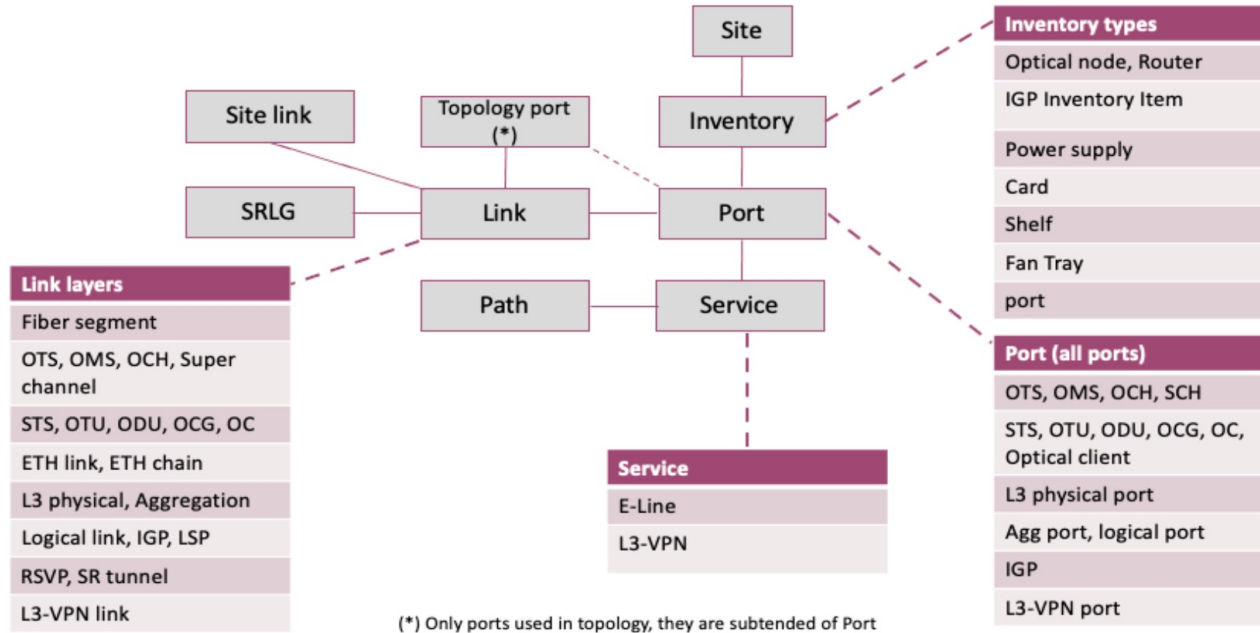 Site
Inventory
Site link
Topology port
(*)
SRLG
Link
Port
Path
Service
Link layers
Fiber segment
OTS, OMS, OCH, Super
channel
STS, OTU, ODU, OCG, OC
ETH link, ETH chain
L3 physical, Aggregation
Logical link, IGP, LSP
RSVP, SR tunnel
L3-VPN link
Service
E-Line
L3-VPN
Inventory types
Optical node, Router
IGP Inventory Item
Power supply
Card
Shelf
Fan Tray
port
Port (all ports)
OTS, OMS, OCH, SCH
STS, OTU, ODU, OCG, OC,
Optical client
L3 physical port
Agg port, logical port
IGP
L3-VPN port
(*) Only ports used in topology, they are subtended of Port